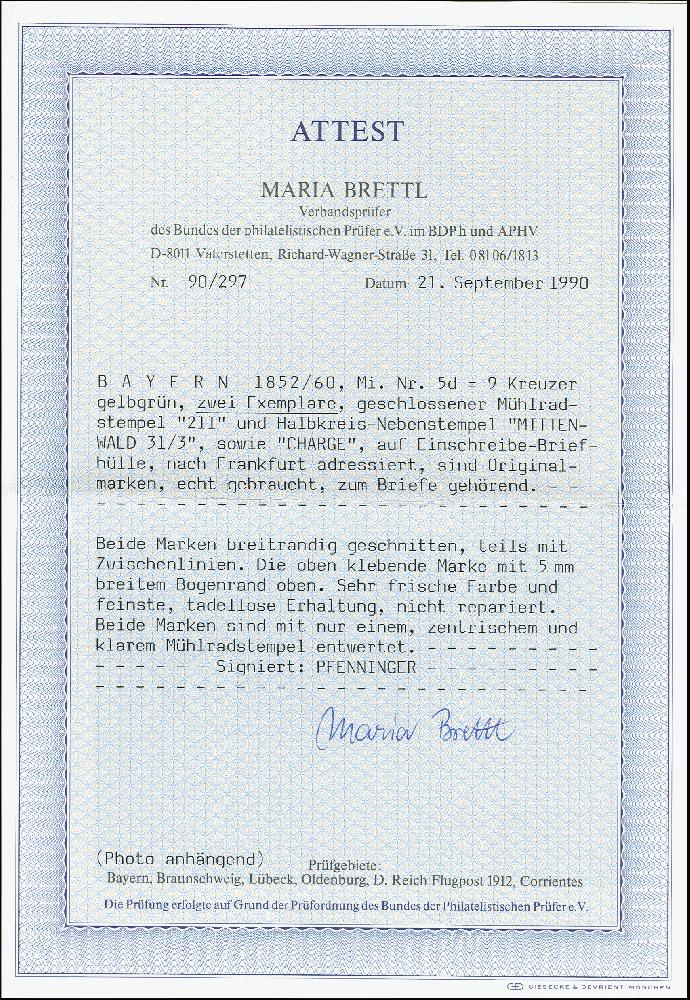 ATTEST
MARIA BRETTL
Verbandsprüfer
des Bundes der philatelistischen Prüfer e.V. im BDPh und APHV
D-8011 Vaterstetten, Richard-Wagner-Straße 31, Tel. 08106/1813
Nr. 90/297 Datum 21. September 1990
B A Y E R N 1852/60, Mi. Nr. 5d = 9 Kreuzer
gelbgrün, zwei Exemplare, geschlossener Mühlrad-
stempel "211" und Halbkreis-Nebenstempel "MITTEN-
WALD 31/3", sowie "CHARGE", auf Einschreibe-Brief-
hülle, nach Frankfurt adressiert, sind Original-
marken, echt gebraucht, zum Briefe gehörend. - -
- - - - - - - - - - - - - - - - - - - - - - - - -
Beide Marken breitrandig geschnitten, teils mit
Zwischenlinien. Die oben klebende Marke mit 5 mm
breitem Bogenrand oben. Sehr frische Farbe und
feinste, tadellose Erhaltung, nicht repariert.
Beide Marken sind mit nur einem, zentrischem und
klarem Mühlradstempel entwertet. - - - - - - - - -
- - - - - - Signiert: PFENNINGER - - - - - - - - -
- - - - - - - - - - - - - - - - - - - - - - - - -
Maria Brettl
(Photo anhängend)
Prüfgebiete:
Bayern, Braunschweig, Lübeck, Oldenburg, D. Reich Flugpost 1912, Corrientes
Die Prüfung erfolgte auf Grund der Prüfordnung des Bundes der Philatelistischen Prüfer e.V.
GIESECKE & DEVRIENT MÜNCHEN